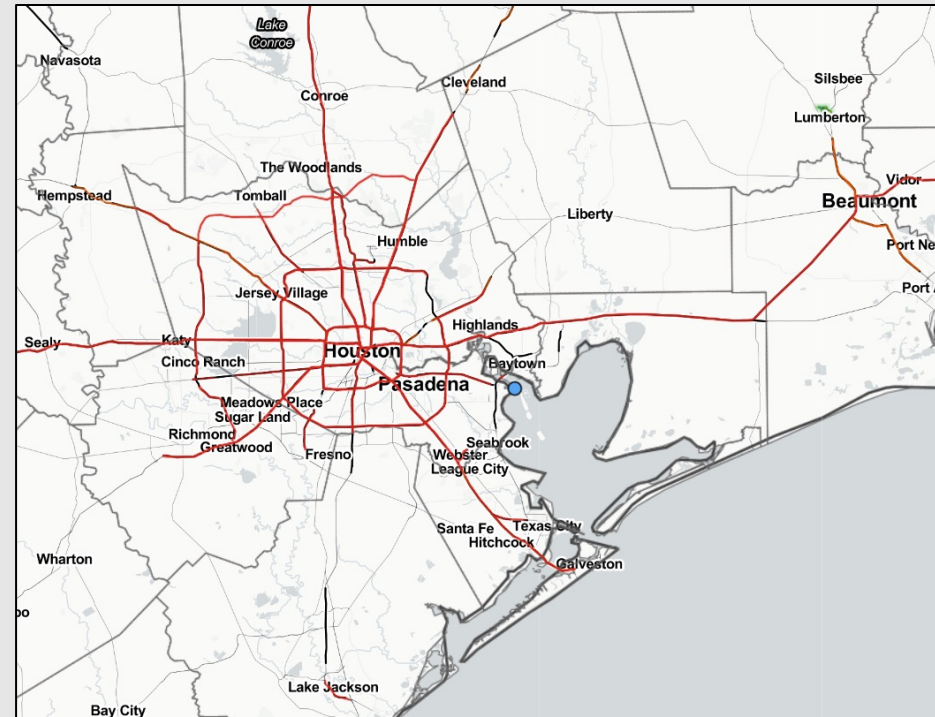 Lake
Conroe
Navasota
Silsbee
Cleveland
Conroe
Lumberton
The Woodlands
Vidor
Hempstead
Tomball
Beaumont
Liberty
Humble
Port Ne
Port
Jersey Village
Highlands
Sealy
Katy
Houston
Cinco Ranch
Baytown
Pasadena
Meadows Place
Sugar Land
Richmond
Seabrook
Greatwood
Fresno
Webster
League City
Santa Fe
Texas City
Hitchcock
Wharton
Galveston
bo
Lake Jackson
Bay City